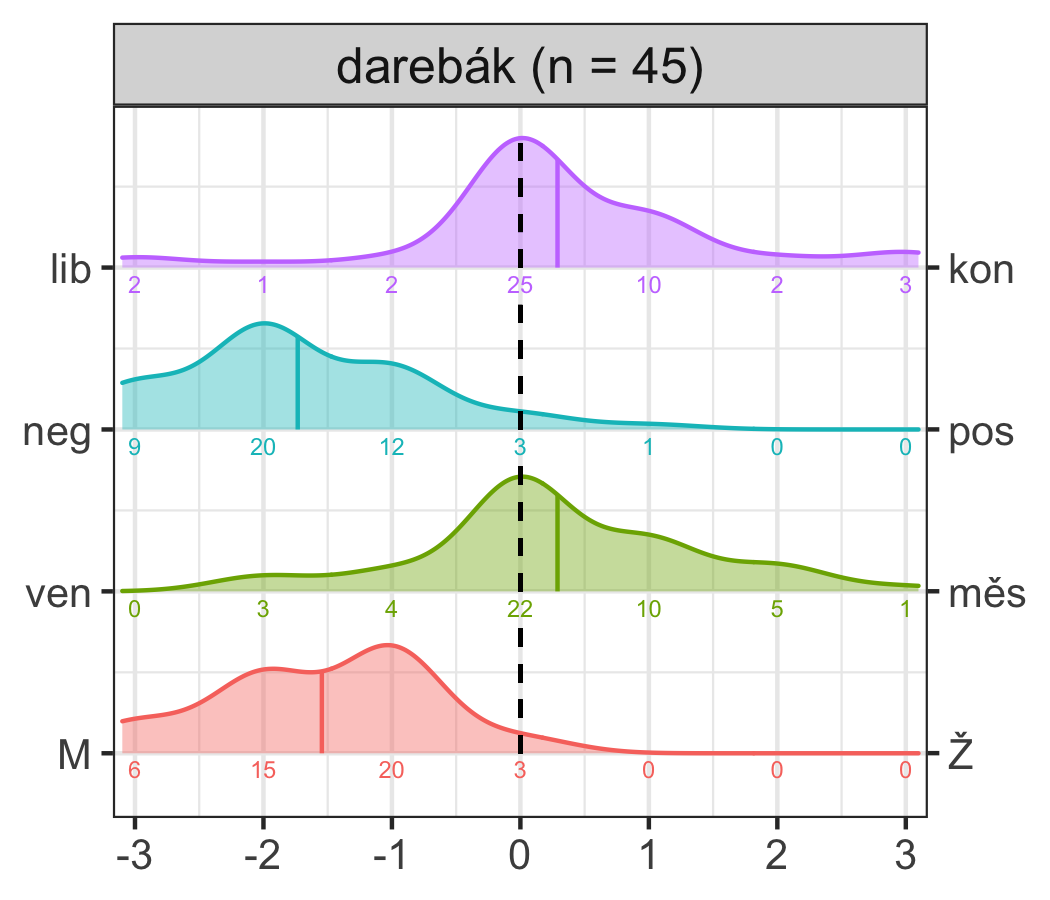 darebák (n = 45)
lib kon
2 1 2 25 10 2 3
neg pos
9 20 12 3 1 0 0
ven měs
0 3 4 22 10 5 1
M Ž
6 15 20 3 0 0 0
-3 -2 -1 0 1 2 3